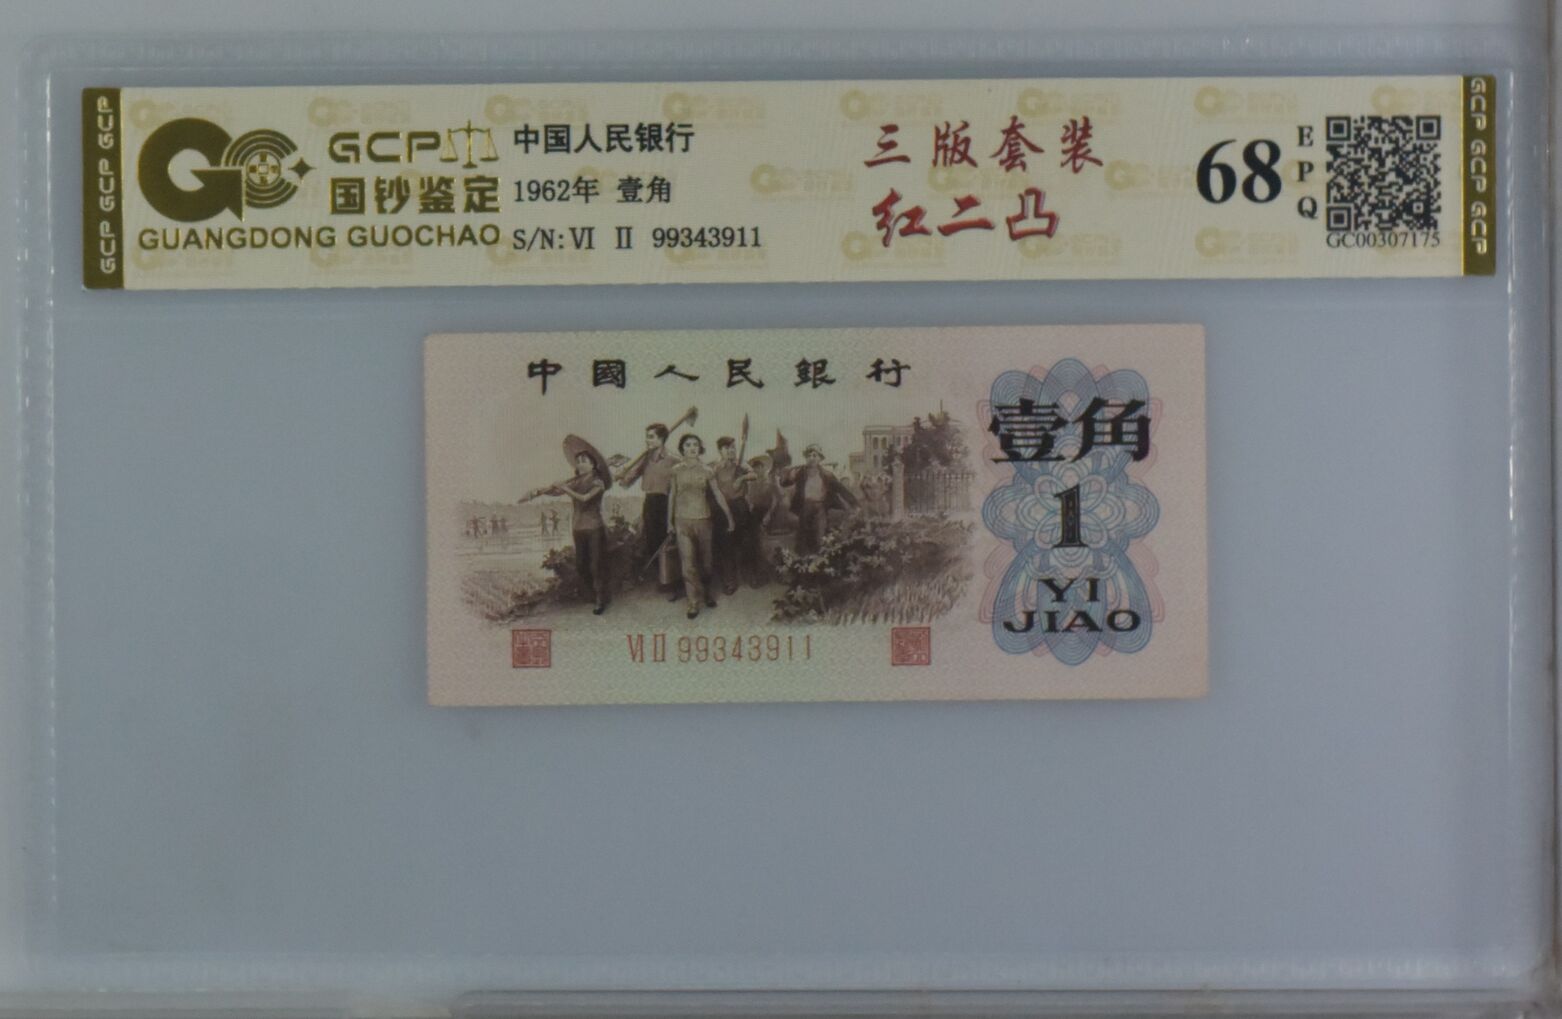 GCP GCP GCP
GCP
国钞鉴定
GUANGDONG GUOCHAO
中国人民银行
1962年 壹角
S/N: VI II 99343911
三版套装
红二凸
68
EPQ
GC00307175
GCP GCP GCP
中國人民銀行
壹角
1
YI
JIAO
VI II 99343911